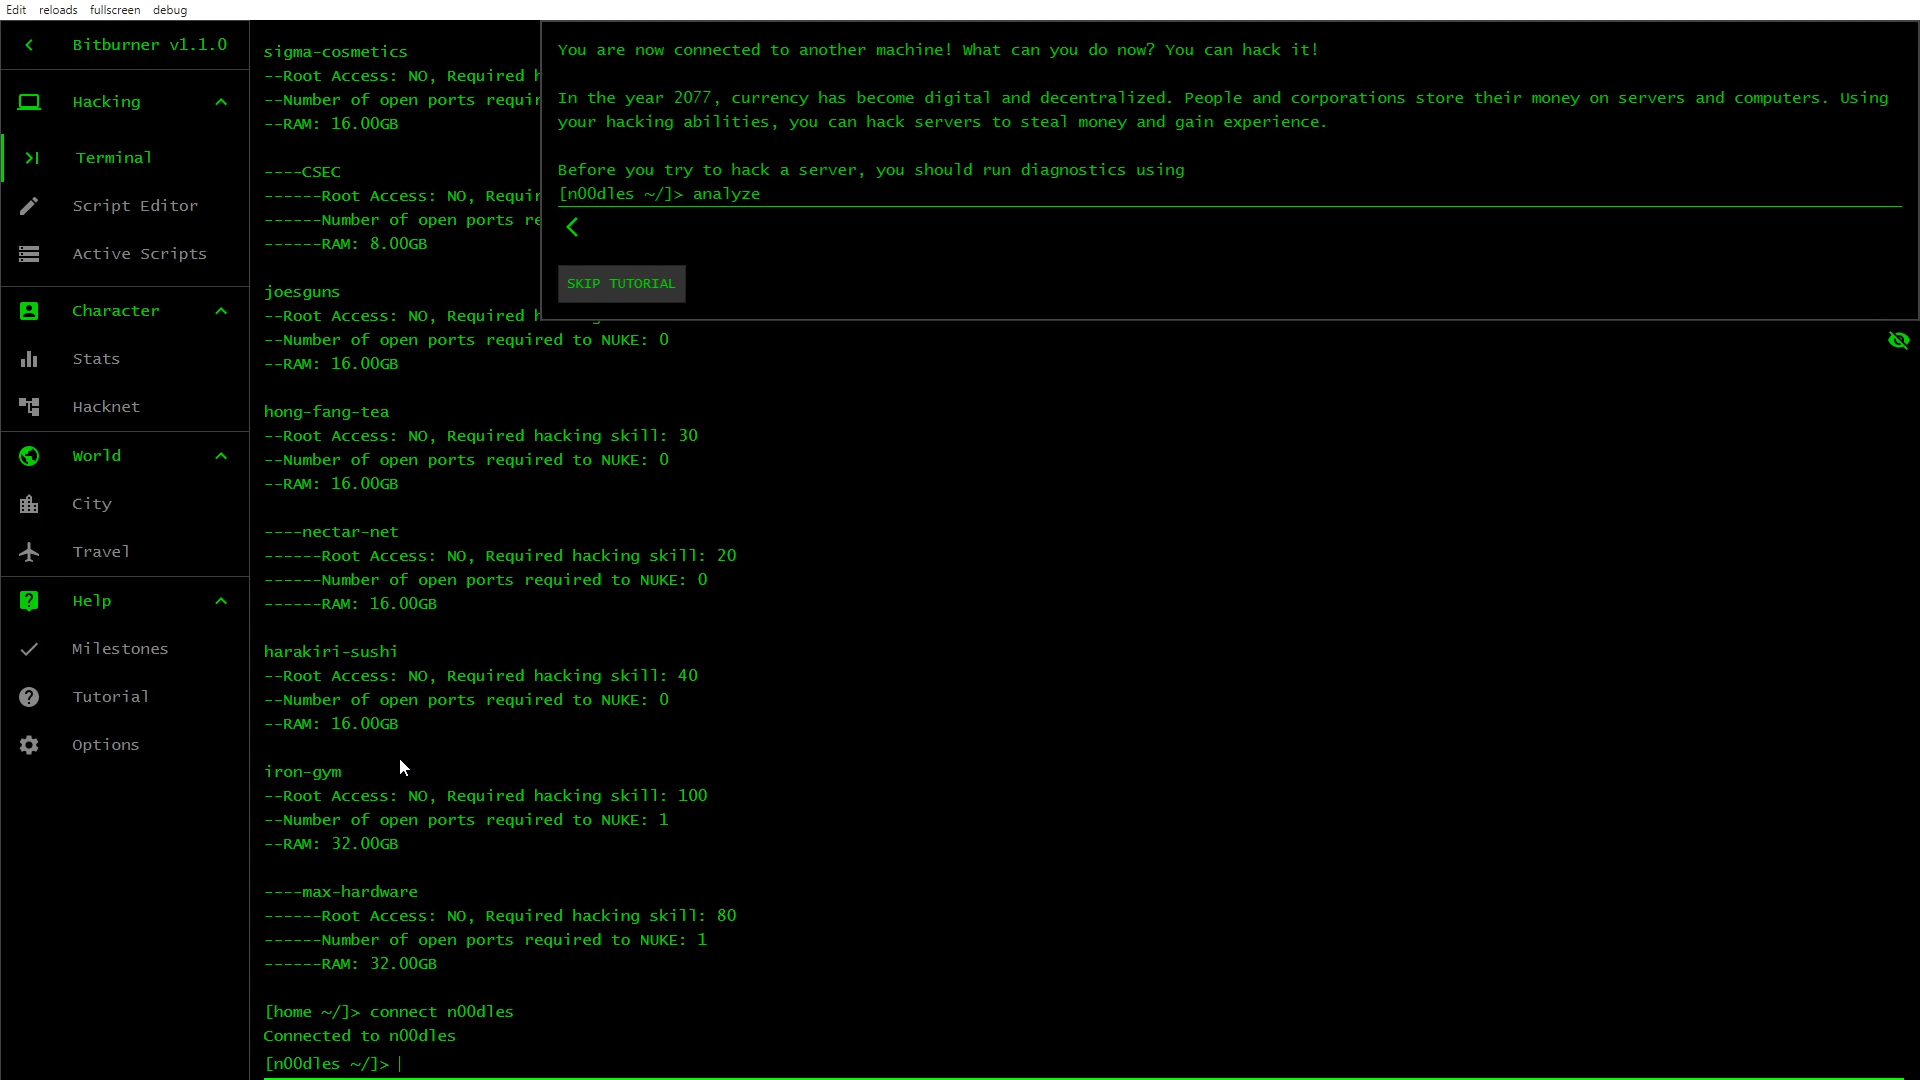 Edit reloads fullscreen debug
Bitburner v1.1.0
Hacking
Terminal
Script Editor
Active Scripts
Character
Stats
Hacknet
World
City
Travel
Help
Milestones
Tutorial
Options
sigma-cosmetics
--Root Access: NO, Required
--Number of open ports
--RAM: 16.00GB
----CSEC
------Root Access: NO,
------Number of open ports
------RAM: 8.00GB
joesguns
--Root Access: NO, Required
--Number of open ports required to NUKE: 0
--RAM: 16.00GB
hong-fang-tea
--Root Access: NO, Required hacking skill: 30
--Number of open ports required to NUKE: 0
--RAM: 16.00GB
----nectar-net
------Root Access: NO, Required hacking skill: 20
------Number of open ports required to NUKE: 0
------RAM: 16.00GB
harakiri-sushi
--Root Access: NO, Required hacking skill: 40
--Number of open ports required to NUKE: 0
--RAM: 16.00GB
iron-gym
--Root Access: NO, Required hacking skill: 100
--Number of open ports required to NUKE: 1
--RAM: 32.00GB
----max-hardware
------Root Access: NO, Required hacking skill: 80
------Number of open ports required to NUKE: 1
------RAM: 32.00GB
[home ~/]> connect n00dles
Connected to n00dles
[n00dles ~/]>
You are now connected to another machine! What can you do now? You can hack it!
In the year 2077, currency has become digital and decentralized. People and corporations store their money on servers and computers. Using
your hacking abilities, you can hack servers to steal money and gain experience.
Before you try to hack a server, you should run diagnostics using
[n00dles ~/]> analyze
SKIP TUTORIAL